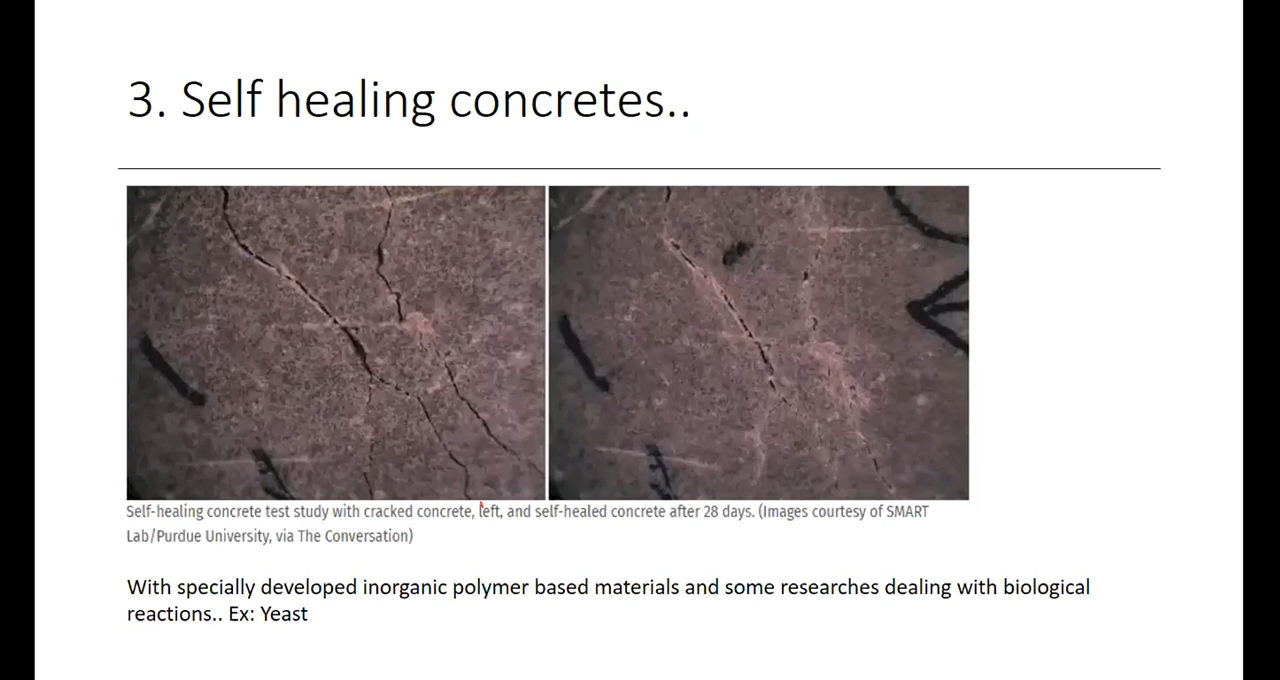 3. Self healing concretes..
Self-healing concrete test study with cracked concrete, left, and self-healed concrete after 28 days. (Images courtesy of SMART
Lab/Purdue University, via The Conversation)
With specially developed inorganic polymer based materials and some researches dealing with biological
reactions.. Ex: Yeast